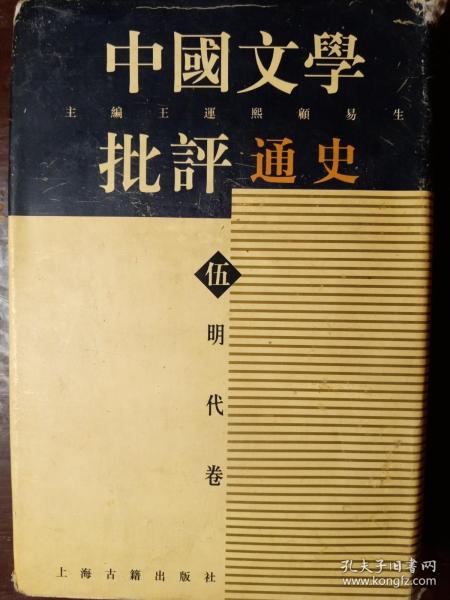 中國文學
主編王運熙顧易生
批評通史
伍
明代卷
上海古籍出版社
孔夫子旧书网
www.kongfz.com